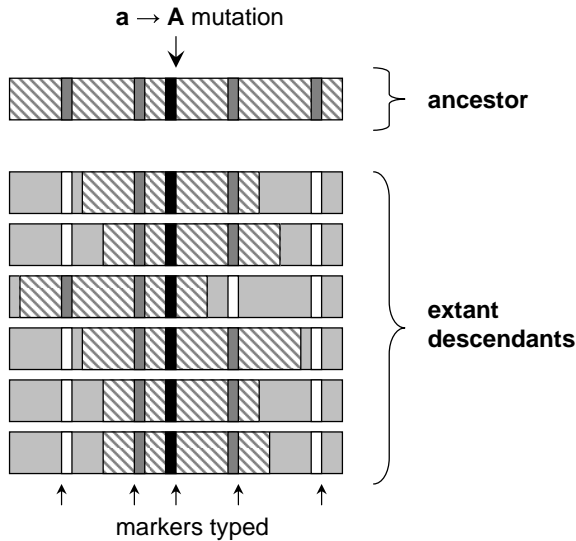 a → A mutation
ancestor
extant
descendants
markers typed